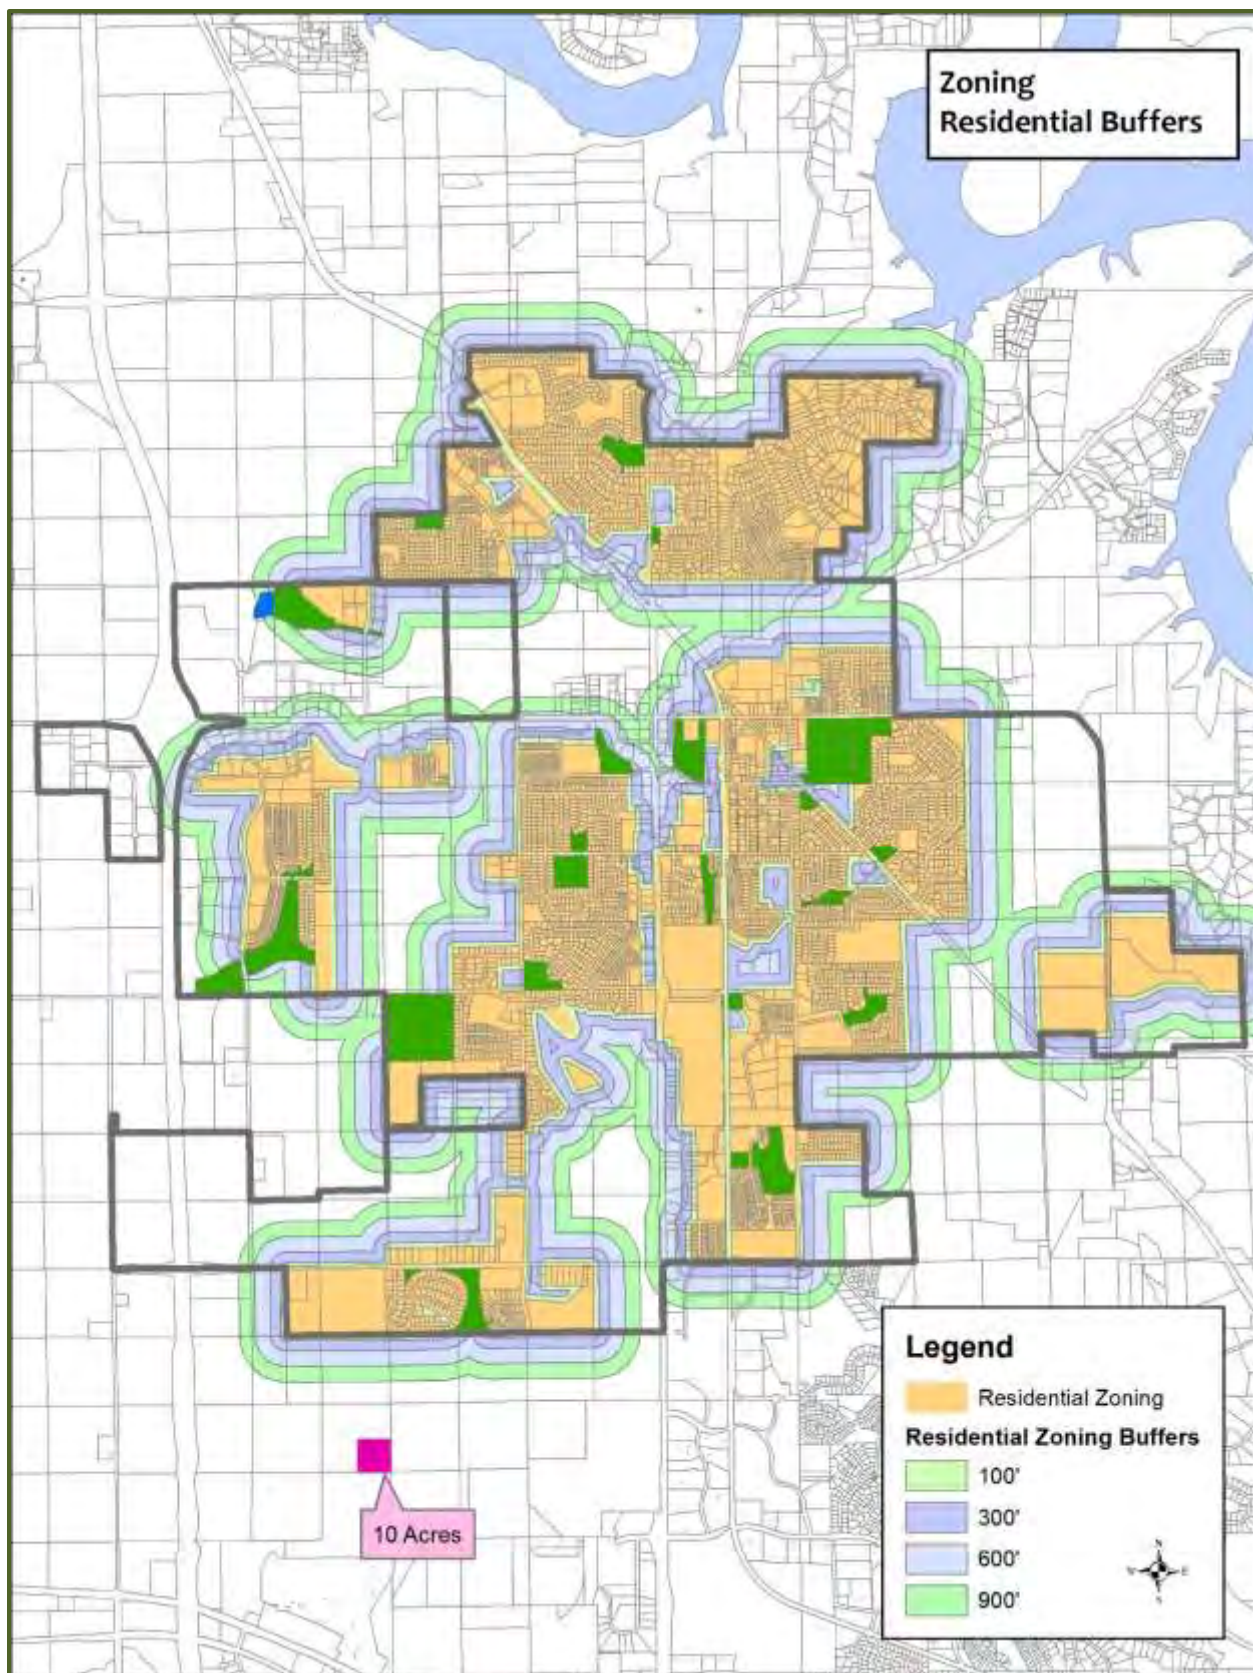 Zoning
Residential Buffers
10 Acres
Legend
Residential Zoning
Residential Zoning Buffers
100'
300'
600'
900'
N
W E
S